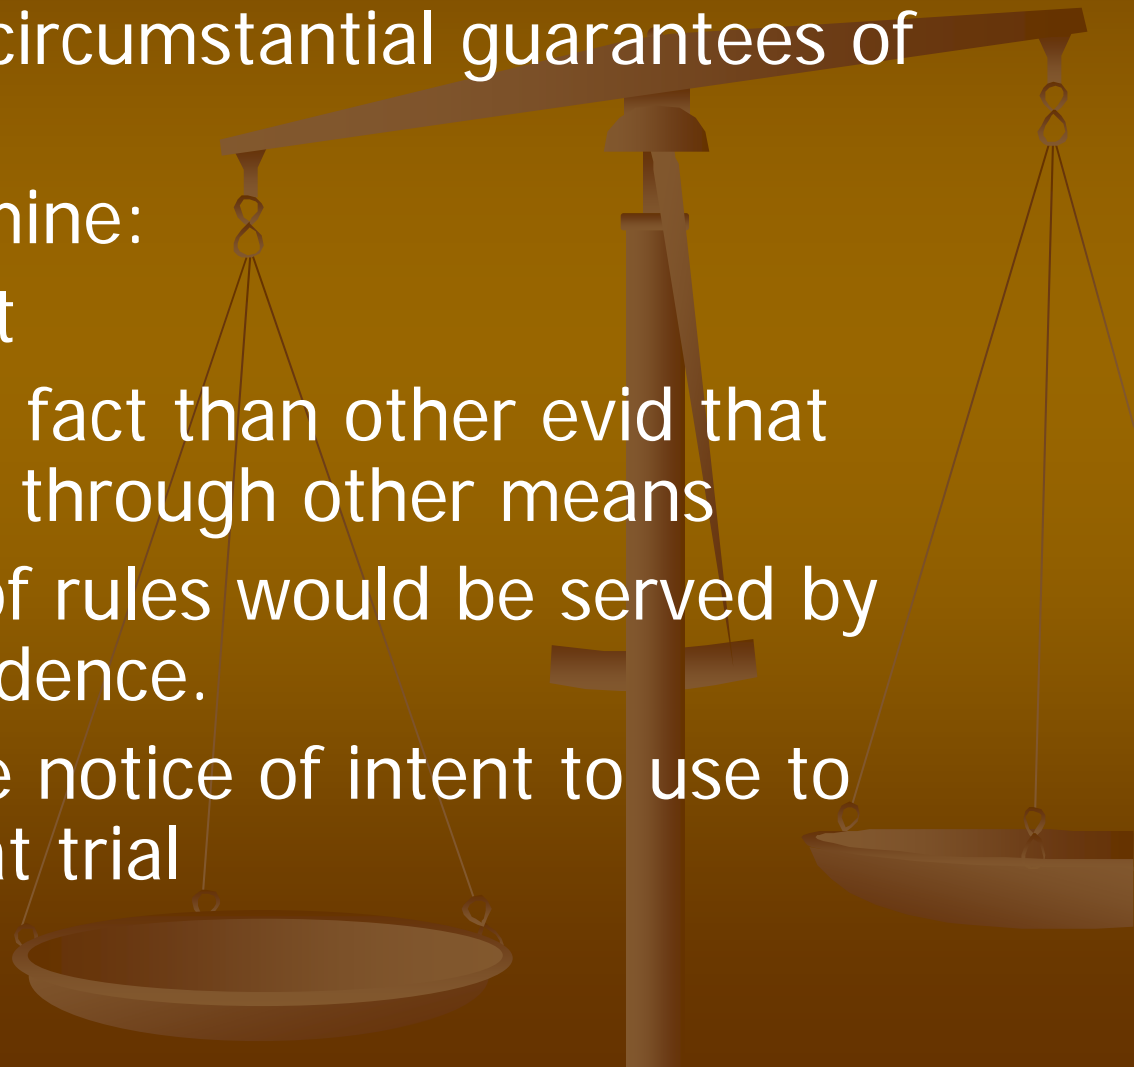 circumstantial guarantees of
nine:
t
fact than other evid that
through other means
of rules would be served by
dence.
e notice of intent to use to
at trial